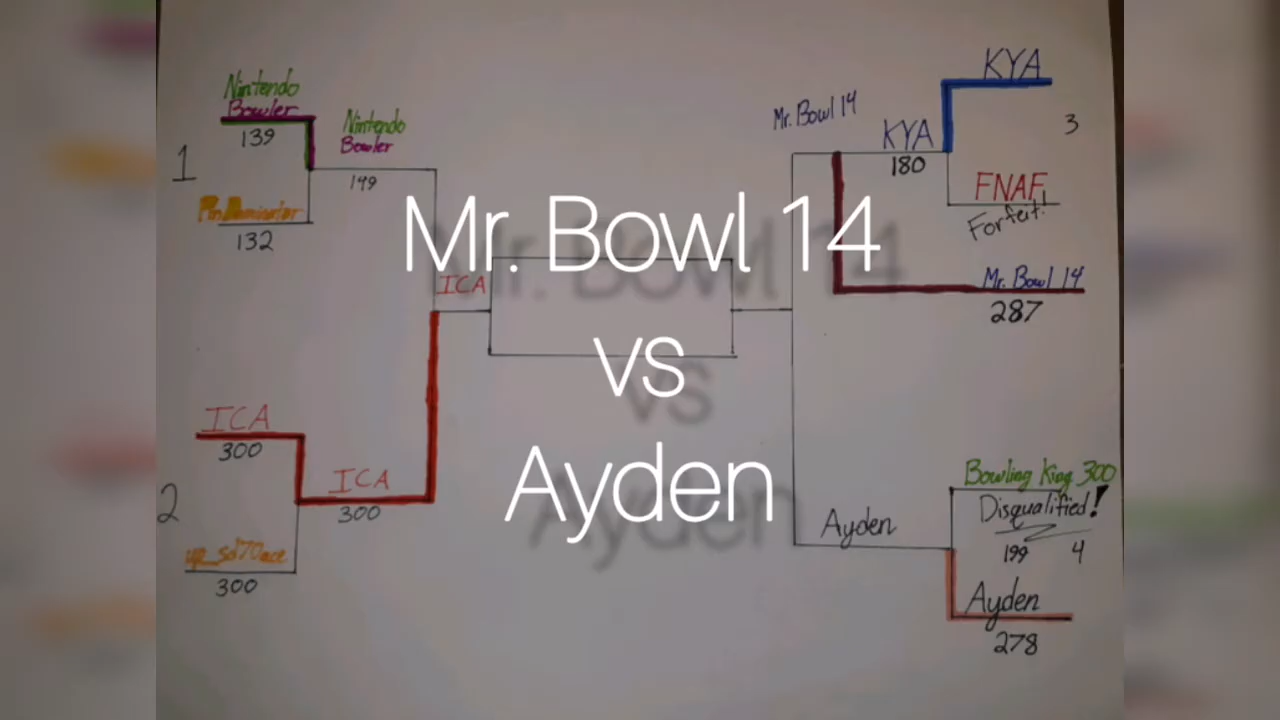 Nintendo
Bowler
139
1
Nintendo
Bowler
149
PinDominator
132
ICA
ICA
300
2
ICA
300
up_sd70ace
300
Mr. Bowl 14
vs
Ayden
Mr. Bowl 14
KYA
180
KYA
3
FNAF
Forfeit!
Mr. Bowl 14
287
Bowling King 300
Disqualified!
199
4
Ayden
Ayden
278